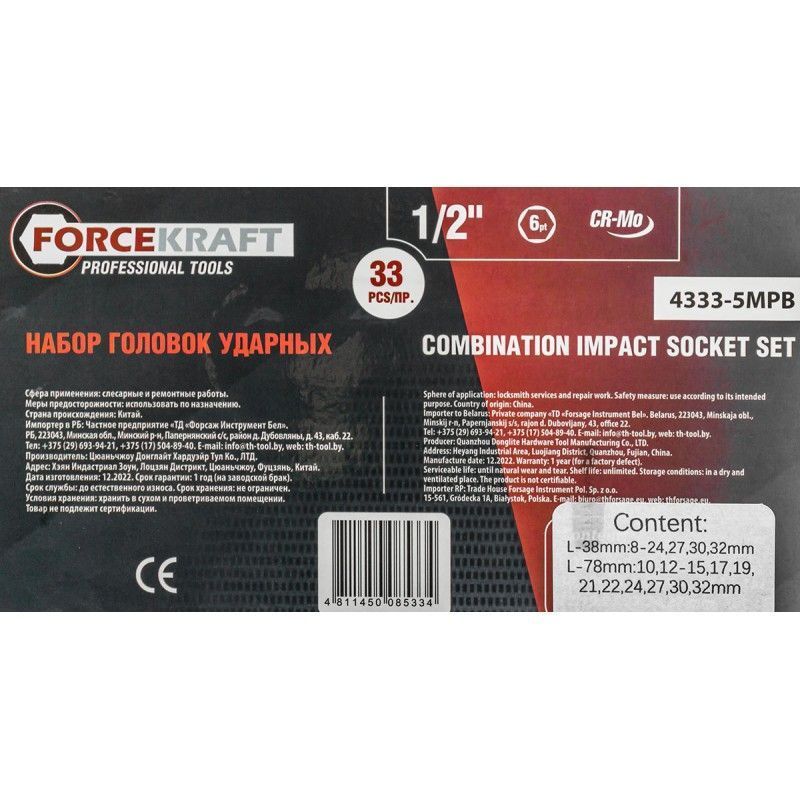 FORCEKRAFT
PROFESSIONAL TOOLS
33
PCS/ПР.
1/2"
6pt
CR-Mo
4333-5MPB
НАБОР ГОЛОВОК УДАРНЫХ
COMBINATION IMPACT SOCKET SET
Сфера применения: слесарные и ремонтные работы.
Меры предосторожности: использовать по назначению.
Страна происхождения: Китай.
Импортер в РБ: Частное предприятие «ТД «Форсаж Инструмент Бел».
РБ, 223043, Минская обл., Минский р-н, Папернянский с/с, район д. Дубовляны, д. 43, каб. 22.
Тел: +375 (29) 693-94-21, +375 (17) 504-89-40. E-mail: info@th-tool.by, web: th-tool.by.
Производитель: Цюаньчжоу Донглайт Хардуэйр Тул Ко., ЛТД.
Адрес: Хэян Индастриал Зоун, Лоцзян Дистрикт, Цюаньчжоу, Фуцзянь, Китай.
Дата изготовления: 12.2022. Срок гарантии: 1 год (на заводской брак).
Срок службы: до естественного износа. Срок хранения: не ограничен.
Условия хранения: хранить в сухом и проветриваемом помещении.
Товар не подлежит сертификации.
Sphere of application: locksmith services and repair work. Safety measure: use according to its intended
purpose. Country of origin: China.
Importer to Belarus: Private company «TD «Forsage Instrument Bel». Belarus, 223043, Minskaja obl.,
Minskij r-n, Papernjanskij s/s, rajon d. Dubovljany, 43, office 22.
Tel: +375 (29) 693-94-21, +375 (17) 504-89-40. E-mail: info@th-tool.by, web: th-tool.by.
Producer: Quanzhou Donglite Hardware Tool Manufacturing Co., LTD.
Address: Heyang Industrial Area, Luojiang District, Quanzhou, Fujian, China.
Manufacture date: 12.2022. Warranty: 1 year (for a factory defect).
Serviceable life: until natural wear and tear. Shelf life: unlimited. Storage conditions: in a dry and
ventilated place. The product is not certifiable.
Importer RP: Trade House Forsage Instrument Pol. Sp. z o.o.
15-561, Gródecka 1A, Białystok, Polska. E-mail: biuro@thforsage.eu, web: thforsage.eu.
CE
4 811450 085334
Content:
L-38mm:8-24,27,30,32mm
L-78mm:10,12-15,17,19,
21,22,24,27,30,32mm